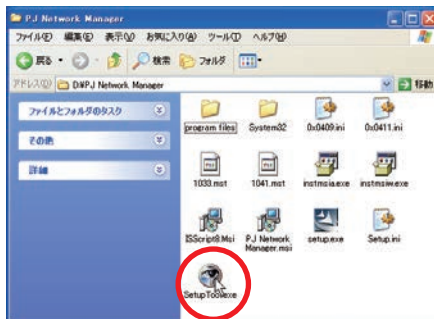 PJ Network Manager
ファイル(F) 編集(E) 表示(V) お気に入り(A) ツール(T) ヘルプ(H)
戻る 検索 フォルダ
アドレス(D) D:¥PJ Network Manager 移動
ファイルとフォルダのタスク
その他
詳細
program files System32 0x0409.ini 0x0411.ini
1033.mst 1041.mst instmsia.exe instmsiw.exe
ISScript8.Msi PJ Network Manager.msi setup.exe Setup.ini
SetupTool.exe